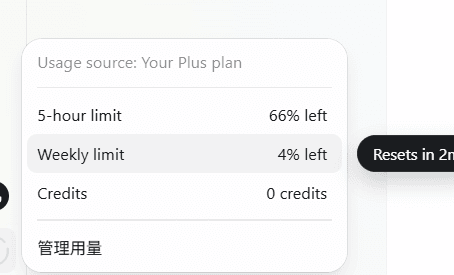 Usage source: Your Plus plan
5-hour limit 66% left
Weekly limit 4% left
Resets in 2m
Credits 0 credits
管理用量